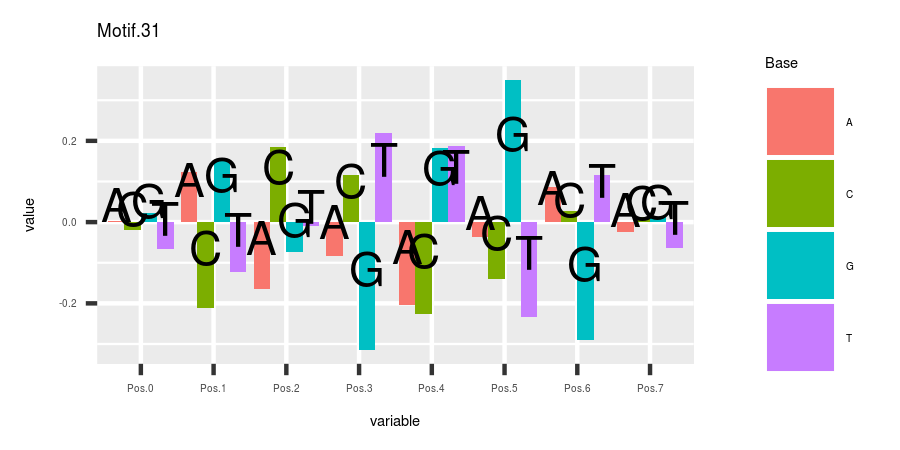 Motif.31
Base
A
C
G
T
value
0.2
0.0
-0.2
A C G T A C G T A C G T A C G T A C G T A C G T A C G T A C G T
Pos.0 Pos.1 Pos.2 Pos.3 Pos.4 Pos.5 Pos.6 Pos.7
variable